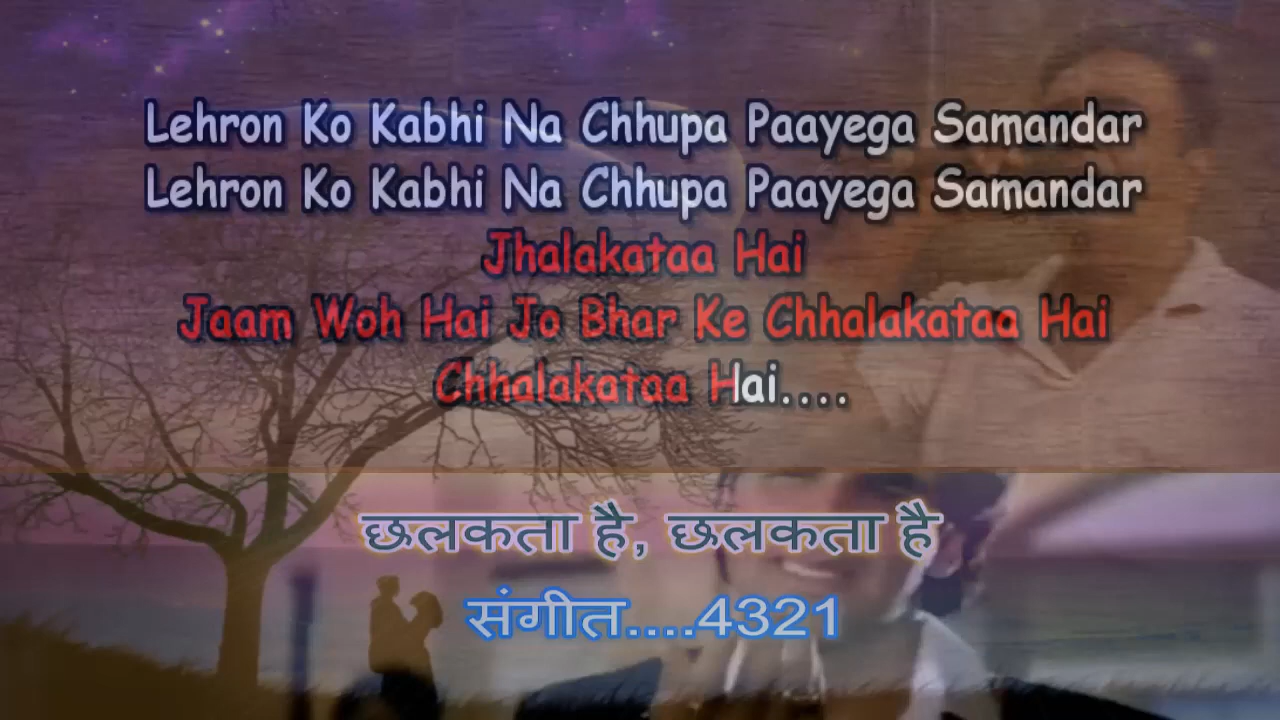 Lehron Ko Kabhi Na Chhupa Paayega Samandar
Lehron Ko Kabhi Na Chhupa Paayega Samandar
Jhalakataa Hai
Jaam Woh Hai Jo Bhar Ke Chhalakataa Hai
Chhalakataa Hai....
छलकता है, छलकता है
संगीत....4321